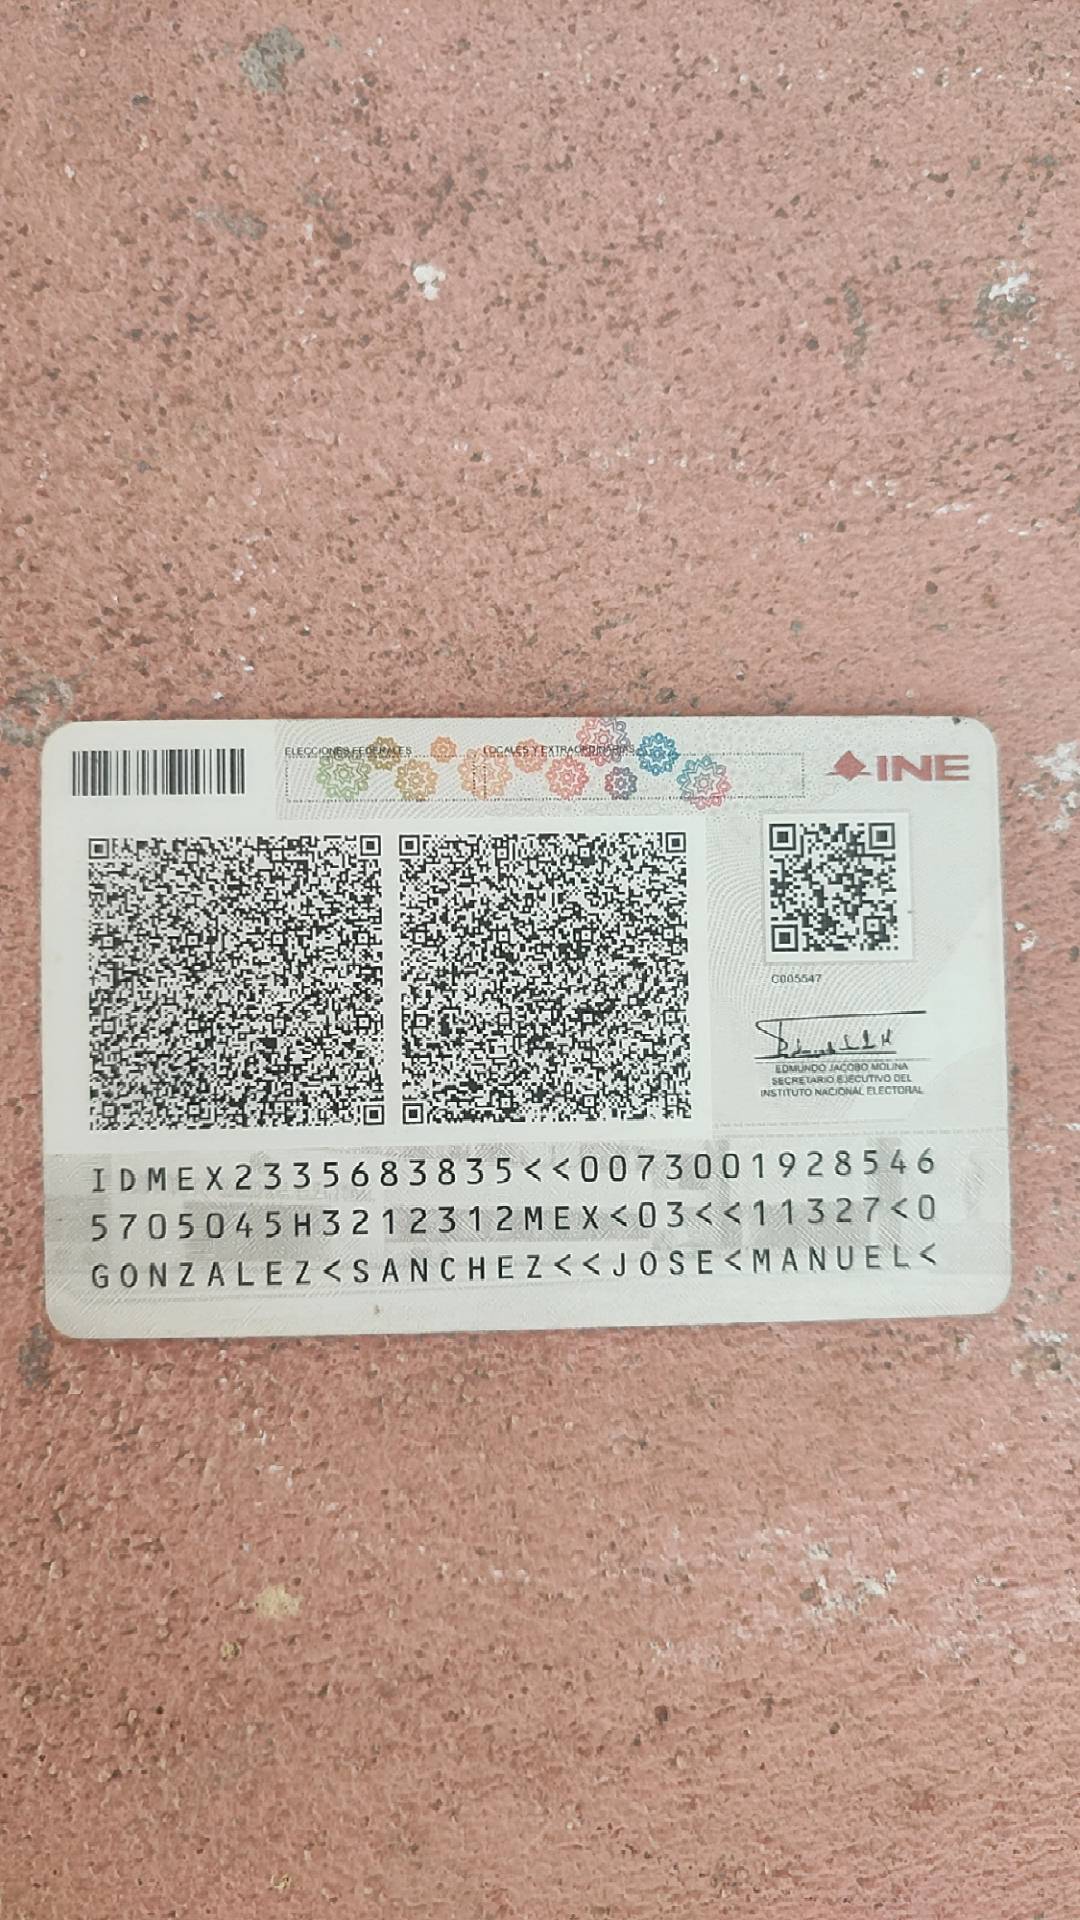 ELECCIONES FEDERALES LOCALES Y EXTRAORDINARIAS
INE
C005547
EDMUNDO JACOBO MOLINA
SECRETARIO EJECUTIVO DEL
INSTITUTO NACIONAL ELECTORAL
IDMEX2335683835<<0073001928546
5705045H3212312MEX<03<<11327<0
GONZALEZ<SANCHEZ<<JOSE<MANUEL<